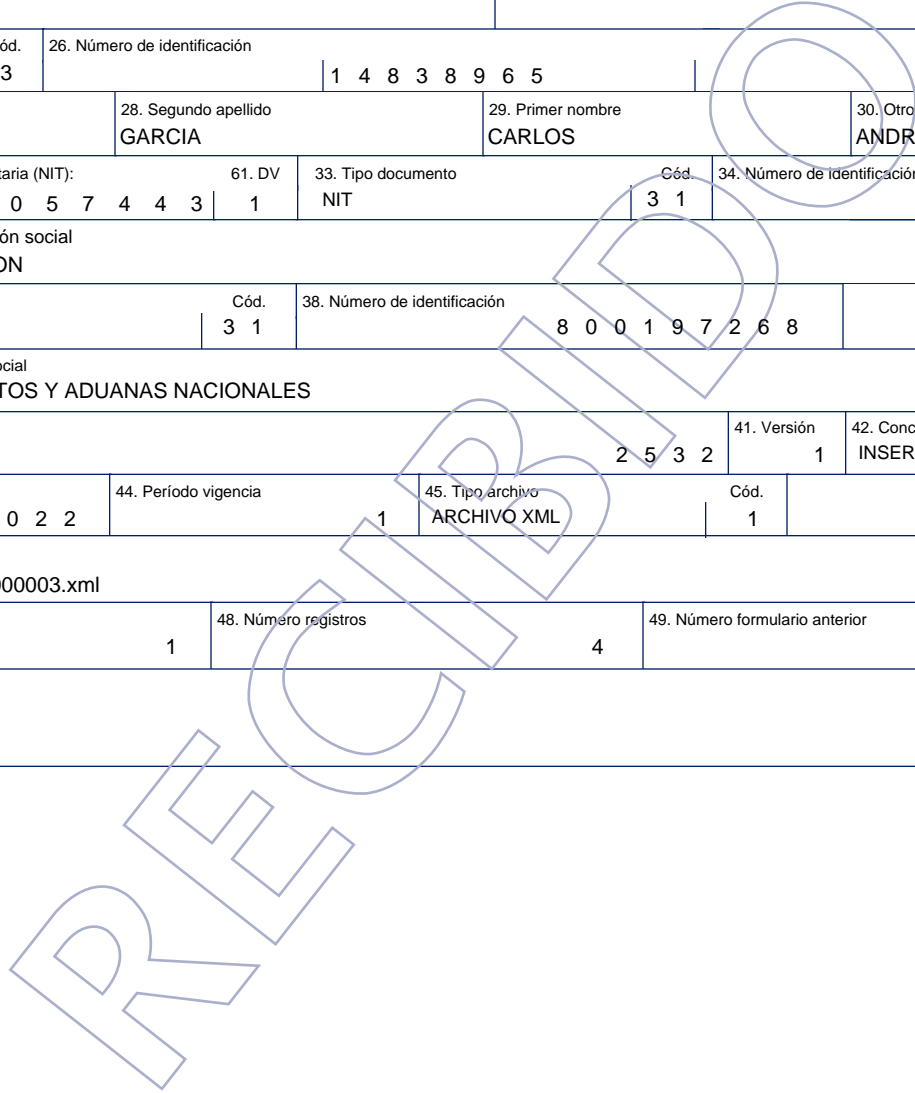 ód. 26. Número de identificación
3 1 4 8 3 8 9 6 5
28. Segundo apellido 29. Primer nombre 30. Otro
GARCIA CARLOS ANDR
taria (NIT): 61. DV 33. Tipo documento Cód. 34. Número de identificación
0 5 7 4 4 3 1 NIT 3 1
ón social
ON
Cód. 38. Número de identificación
3 1 8 0 0 1 9 7 2 6 8
ocial
TOS Y ADUANAS NACIONALES
41. Versión 42. Conc
2 5 3 2 1 INSER
44. Período vigencia 45. Tipo archivo Cód.
0 2 2 1 ARCHIVO XML 1
000003.xml
48. Número registros 49. Número formulario anterior
1 4
RECIBIDO